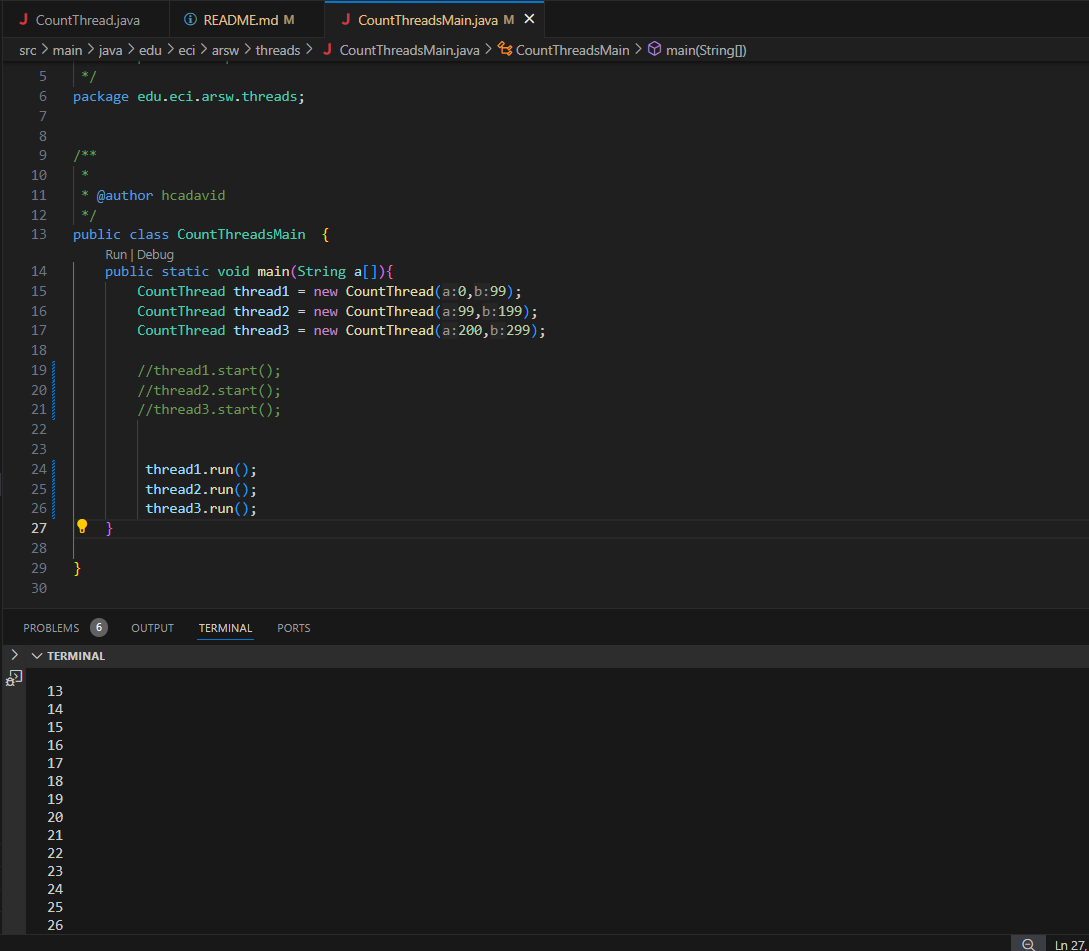 CountThread.java README.md M CountThreadsMain.java M
src > main > java > edu > eci > arsw > threads > CountThreadsMain.java > CountThreadsMain > main(String[])
5 */
6 package edu.eci.arsw.threads;
7
8
9 /**
10 *
11 * @author hcadavid
12 */
13 public class CountThreadsMain {
Run | Debug
14 public static void main(String a[]){
15 CountThread thread1 = new CountThread(a:0,b:99);
16 CountThread thread2 = new CountThread(a:99,b:199);
17 CountThread thread3 = new CountThread(a:200,b:299);
18
19 //thread1.start();
20 //thread2.start();
21 //thread3.start();
22
23
24 thread1.run();
25 thread2.run();
26 thread3.run();
27 }
28
29 }
30
PROBLEMS 6 OUTPUT TERMINAL PORTS
TERMINAL
13
14
15
16
17
18
19
20
21
22
23
24
25
26
Ln 27,